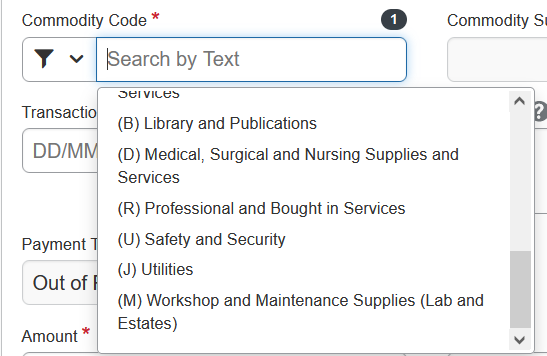 Commodity Code *
1
Commodity Su
Search by Text
Services
Transactio
?
(B) Library and Publications
DD/MM
(D) Medical, Surgical and Nursing Supplies and
Services
(R) Professional and Bought in Services
Payment T
(U) Safety and Security
(J) Utilities
Out of
(M) Workshop and Maintenance Supplies (Lab and
Estates)
Amount *